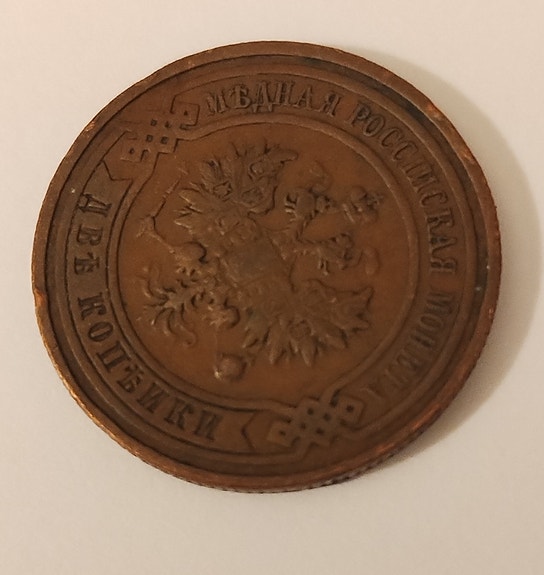 МѢДНАЯ РОССІЙСКАЯ МОНЕТА
ДВѢ КОПѢЙКИ